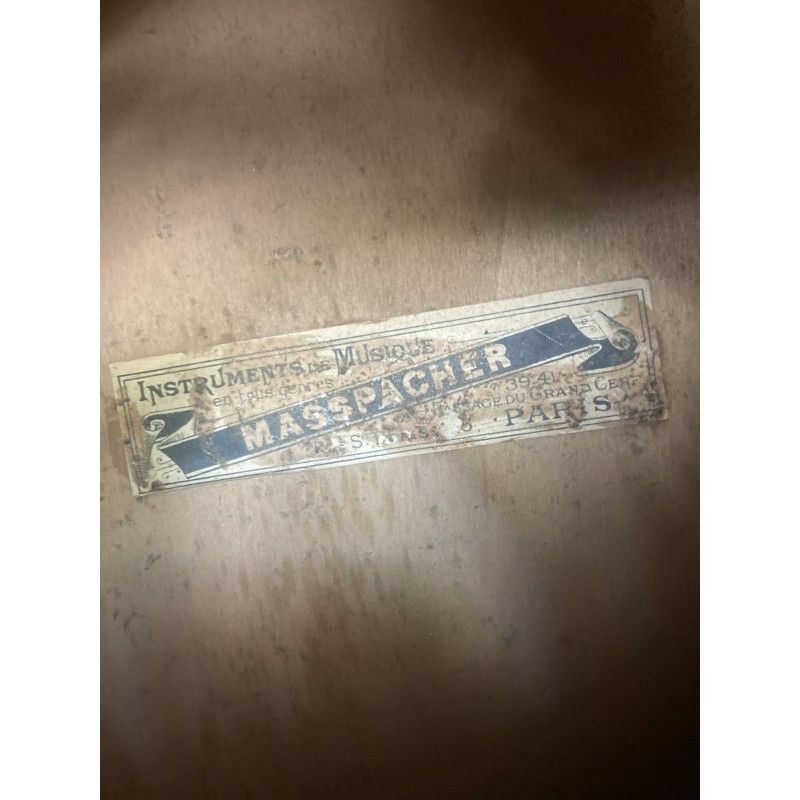 INSTRUMENTS DE MUSIQUE
en tous genres
MASSPACHER
39.41
PASSAGE DU GRAND CERF
PARIS